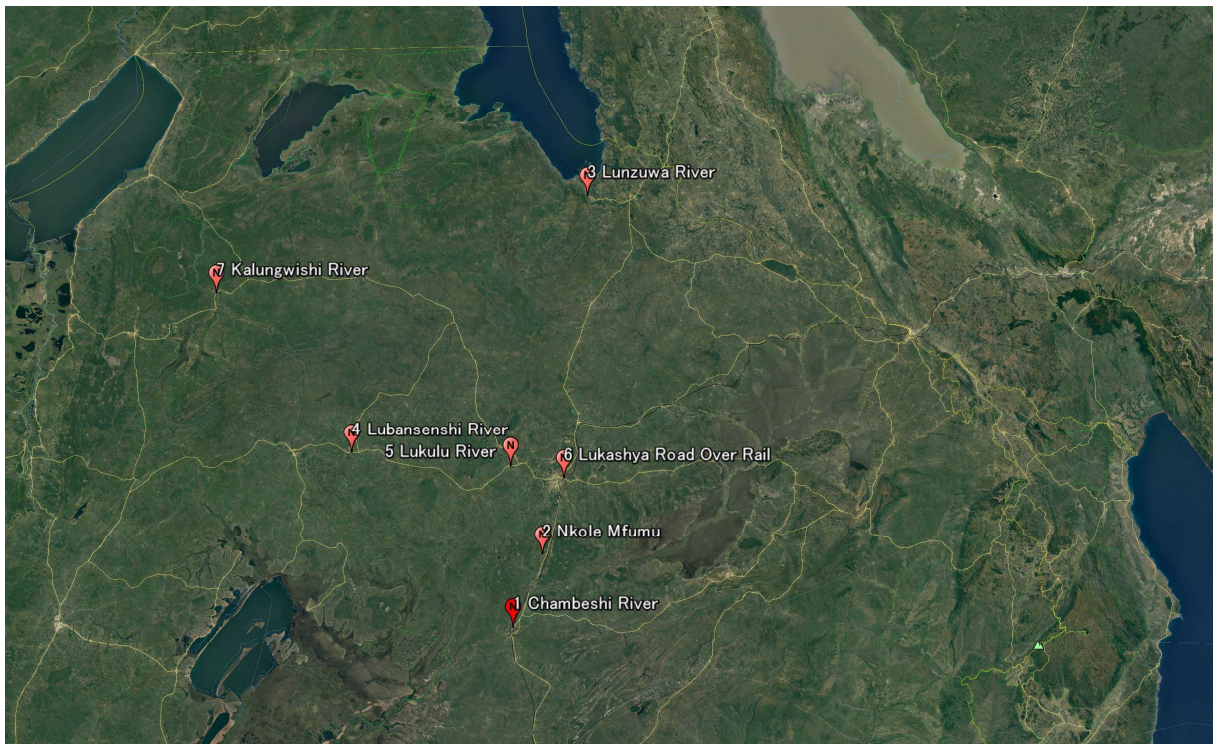 3 Lunzuwa River
7 Kalungwishi River
4 Lubansenshi River
5 Lukulu River
6 Lukashya Road Over Rail
2 Nkole Mfumu
1 Chambeshi River